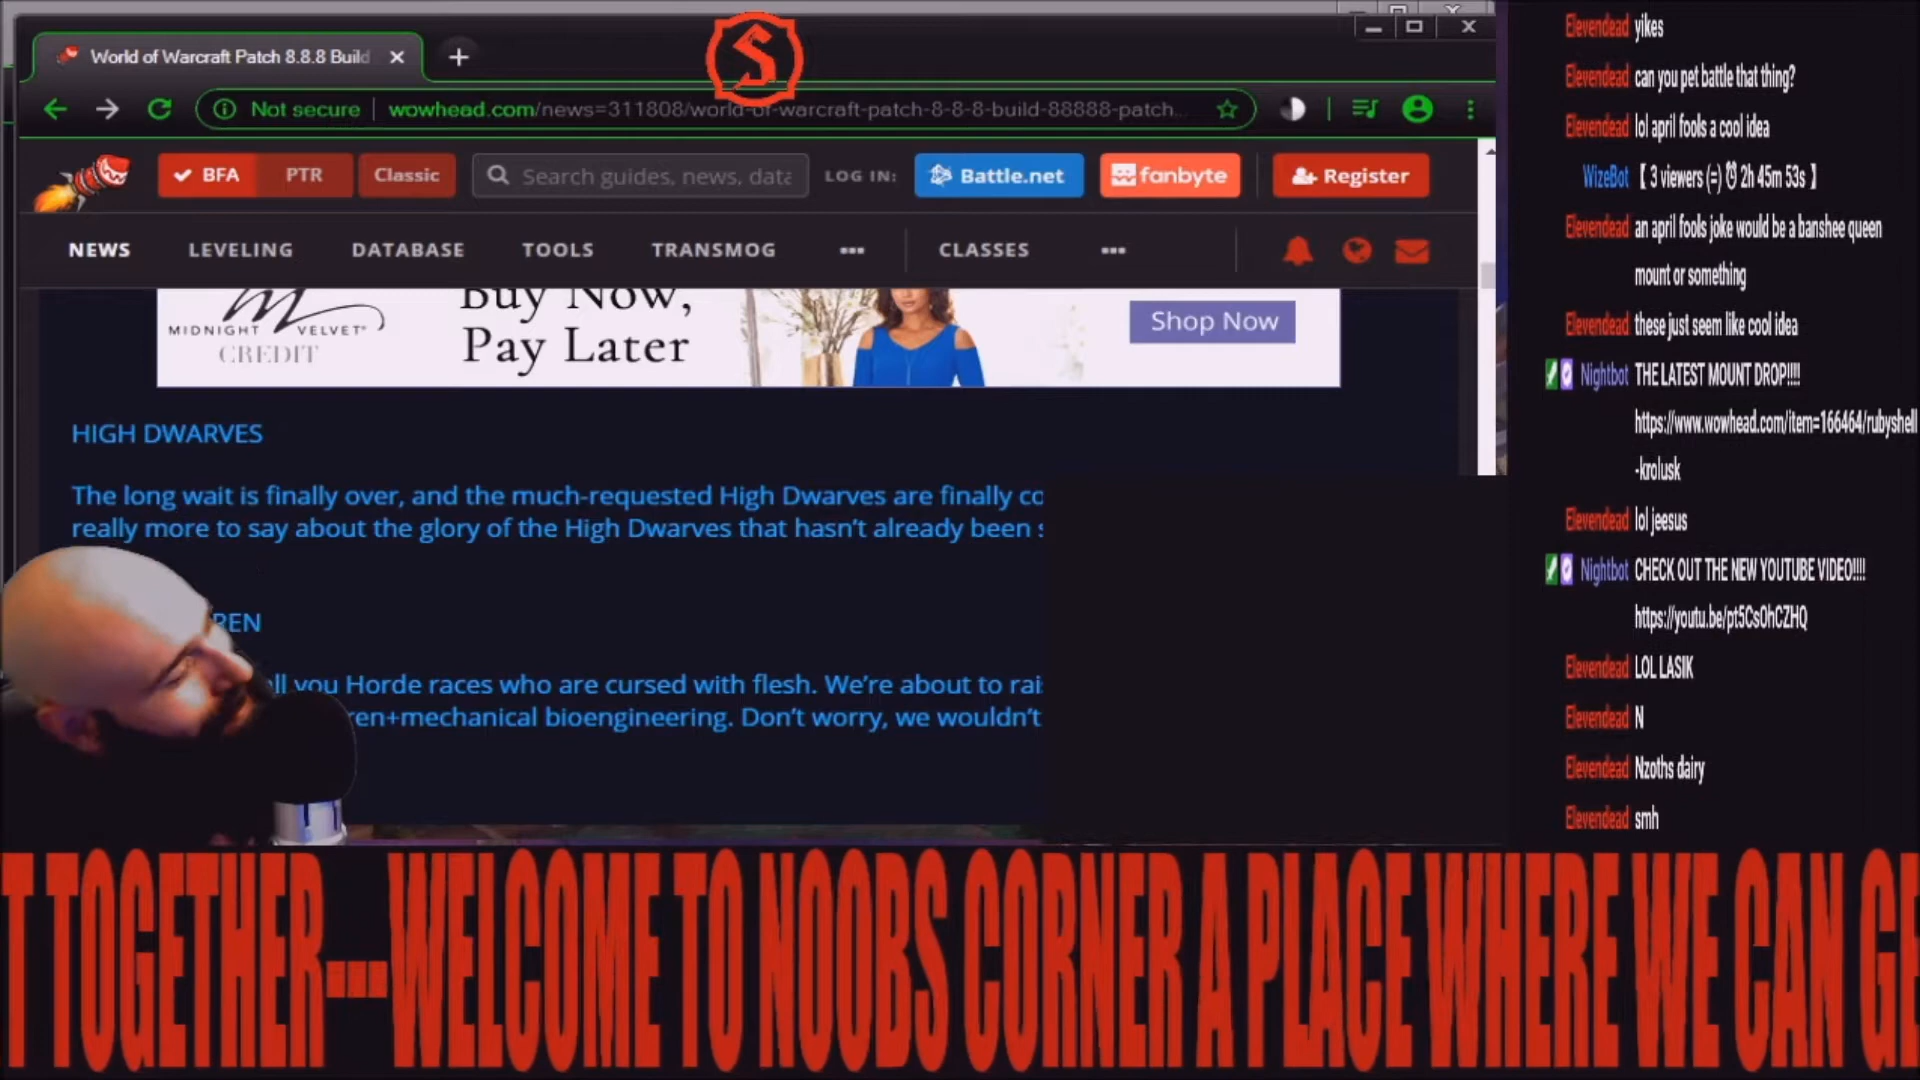 World of Warcraft Patch 8.8.8 Build
Not secure wowhead.com/news=311808/world-of-warcraft-patch-8-8-8-build-88888-patch...
BFA PTR Classic Search guides, news, data LOG IN: Battle.net fanbyte Register
NEWS LEVELING DATABASE TOOLS TRANSMOG ••• CLASSES •••
MIDNIGHT VELVET®
CREDIT
Buy Now,
Pay Later
Shop Now
HIGH DWARVES
The long wait is finally over, and the much-requested High Dwarves are finally co
really more to say about the glory of the High Dwarves that hasn't already been s
REN
ll you Horde races who are cursed with flesh. We're about to rai
ren+mechanical bioengineering. Don't worry, we wouldn't
Elevendead yikes
Elevendead can you pet battle that thing?
Elevendead lol april fools a cool idea
WizeBot 【 3 viewers (=) ⏰ 2h 45m 53s 】
Elevendead an april fools joke would be a banshee queen
mount or something
Elevendead these just seem like cool idea
Nightbot THE LATEST MOUNT DROP!!!!
https://www.wowhead.com/item=166464/rubyshell
-krolusk
Elevendead lol jeesus
Nightbot CHECK OUT THE NEW YOUTUBE VIDEO!!!!
https://youtu.be/pt5CsOhCZHQ
Elevendead LOL LASIK
Elevendead N
Elevendead Nzoths dairy
Elevendead smh
T TOGETHER---WELCOME TO NOOBS CORNER A PLACE WHERE WE CAN GE